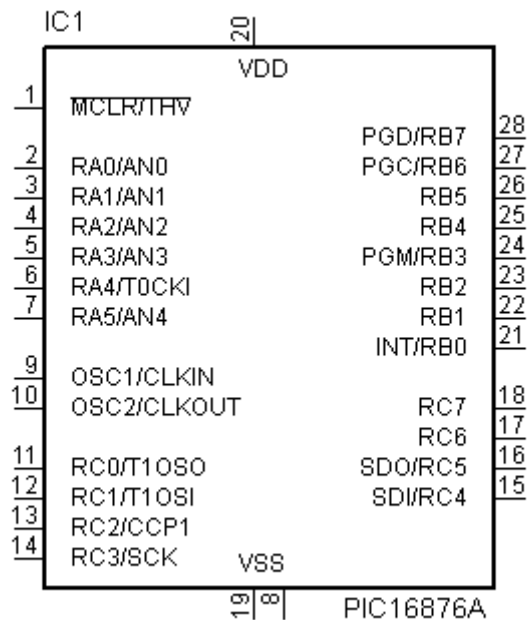 IC1
20
VDD
1 MCLR/THV
PGD/RB7 28
2 RA0/AN0 PGC/RB6 27
3 RA1/AN1 RB5 26
4 RA2/AN2 RB4 25
5 RA3/AN3 PGM/RB3 24
6 RA4/T0CKI RB2 23
7 RA5/AN4 RB1 22
INT/RB0 21
9 OSC1/CLKIN
10 OSC2/CLKOUT RC7 18
RC6 17
11 RC0/T1OSO SDO/RC5 16
12 RC1/T1OSI SDI/RC4 15
13 RC2/CCP1
14 RC3/SCK
VSS
19 8
PIC16876A